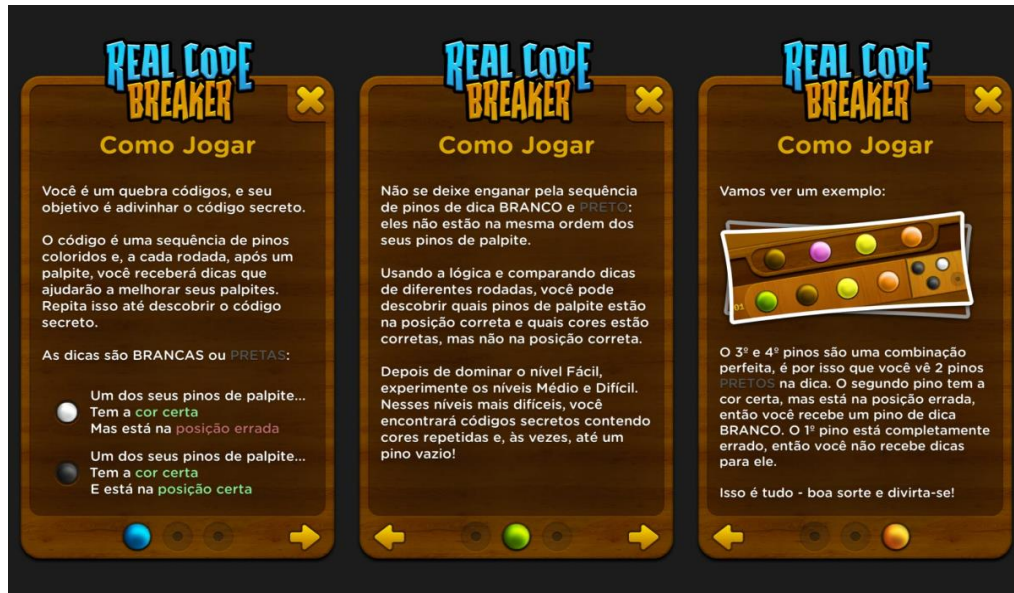 REAL CODE
BREAKER
Como Jogar
Você é um quebra códigos, e seu
objetivo é adivinhar o código secreto.
O código é uma sequência de pinos
coloridos e, a cada rodada, após um
palpite, você receberá dicas que
ajudarão a melhorar seus palpites.
Repita isso até descobrir o código
secreto.
As dicas são BRANCAS ou PRETAS:
Um dos seus pinos de palpite...
Tem a cor certa
Mas está na posição errada
Um dos seus pinos de palpite...
Tem a cor certa
E está na posição certa
REAL CODE
BREAKER
Como Jogar
Não se deixe enganar pela sequência
de pinos de dica BRANCO e PRETO:
eles não estão na mesma ordem dos
seus pinos de palpite.
Usando a lógica e comparando dicas
de diferentes rodadas, você pode
descobrir quais pinos de palpite estão
na posição correta e quais cores estão
corretas, mas não na posição correta.
Depois de dominar o nível Fácil,
experimente os níveis Médio e Difícil.
Nesses níveis mais difíceis, você
encontrará códigos secretos contendo
cores repetidas e, às vezes, até um
pino vazio!
REAL CODE
BREAKER
Como Jogar
Vamos ver um exemplo:
01
O 3º e 4º pinos são uma combinação
perfeita, é por isso que você vê 2 pinos
PRETOS na dica. O segundo pino tem a
cor certa, mas está na posição errada,
então você recebe um pino de dica
BRANCO. O 1º pino está completamente
errado, então você não recebe dicas
para ele.
Isso é tudo - boa sorte e divirta-se!